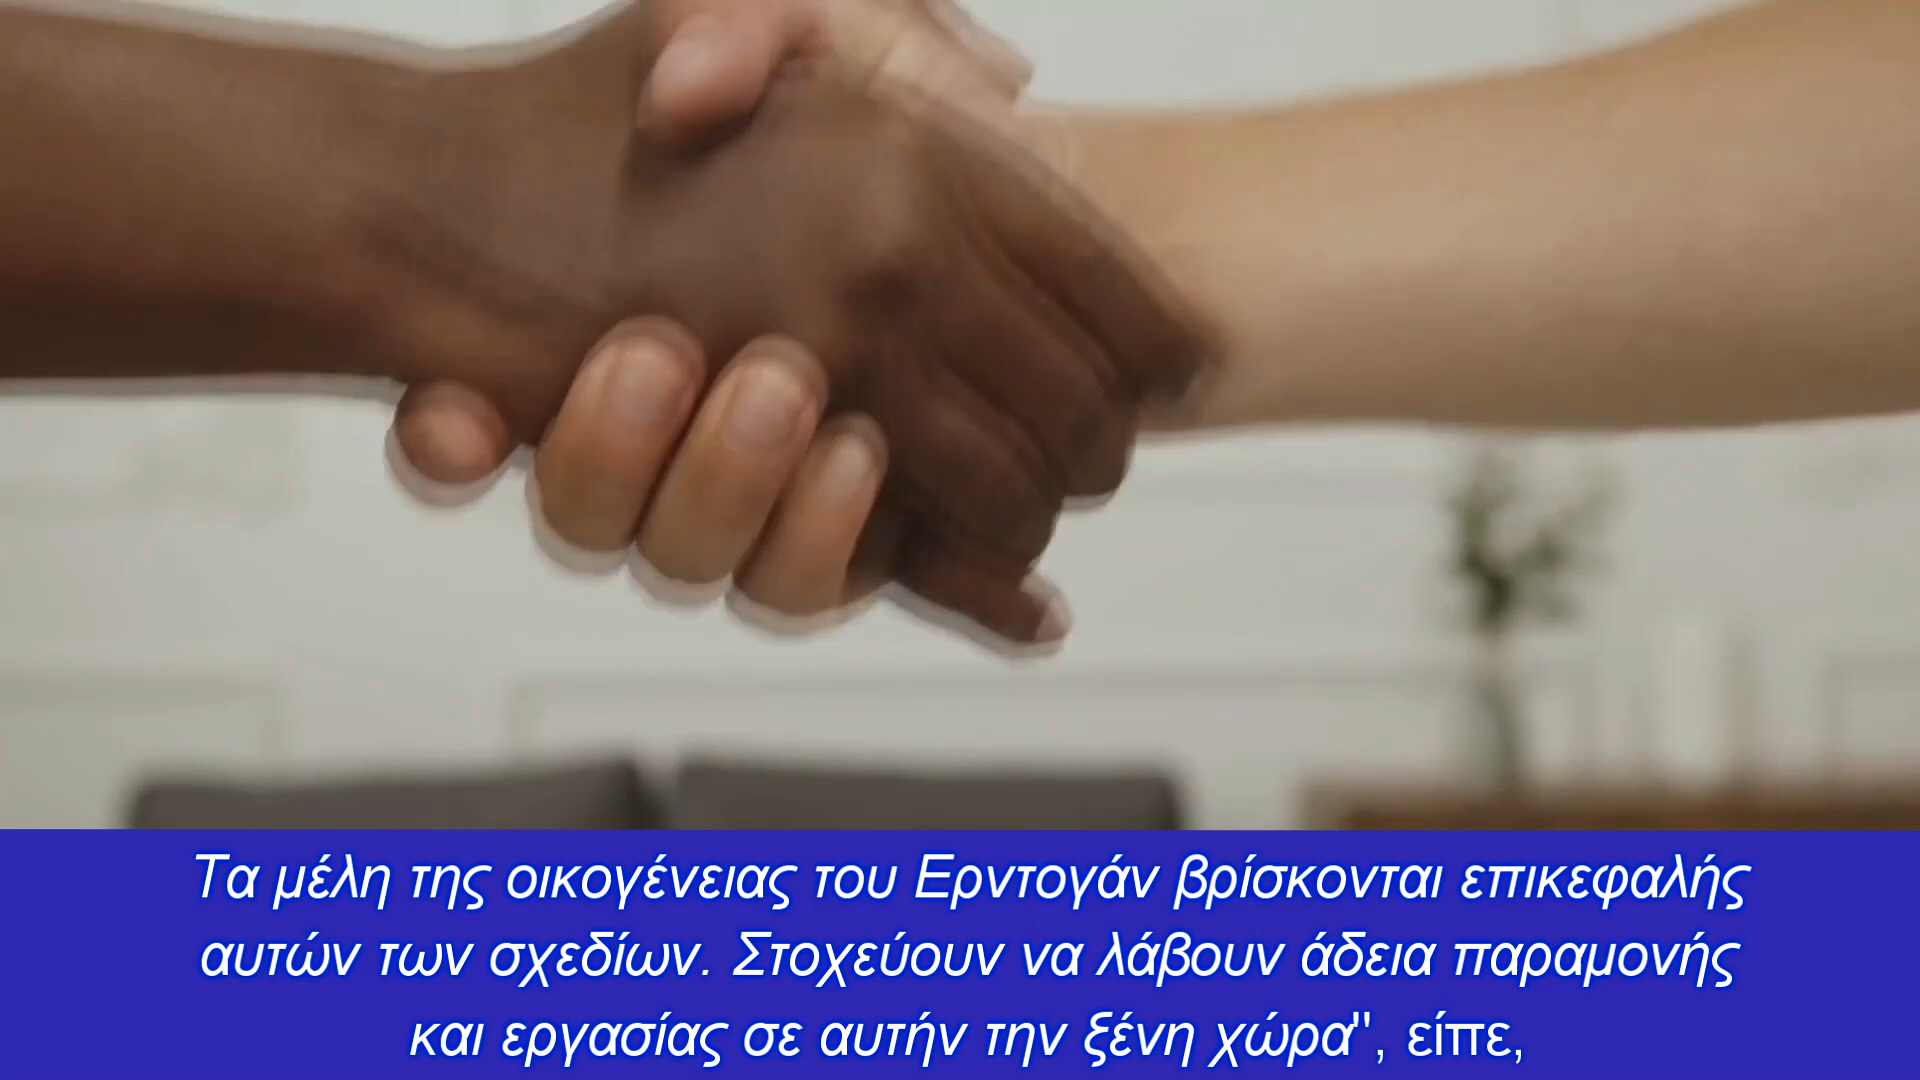 Τα μέλη της οικογένειας του Ερντογάν βρίσκονται επικεφαλής
αυτών των σχεδίων. Στοχεύουν να λάβουν άδεια παραμονής
και εργασίας σε αυτήν την ξένη χώρα", είπε,